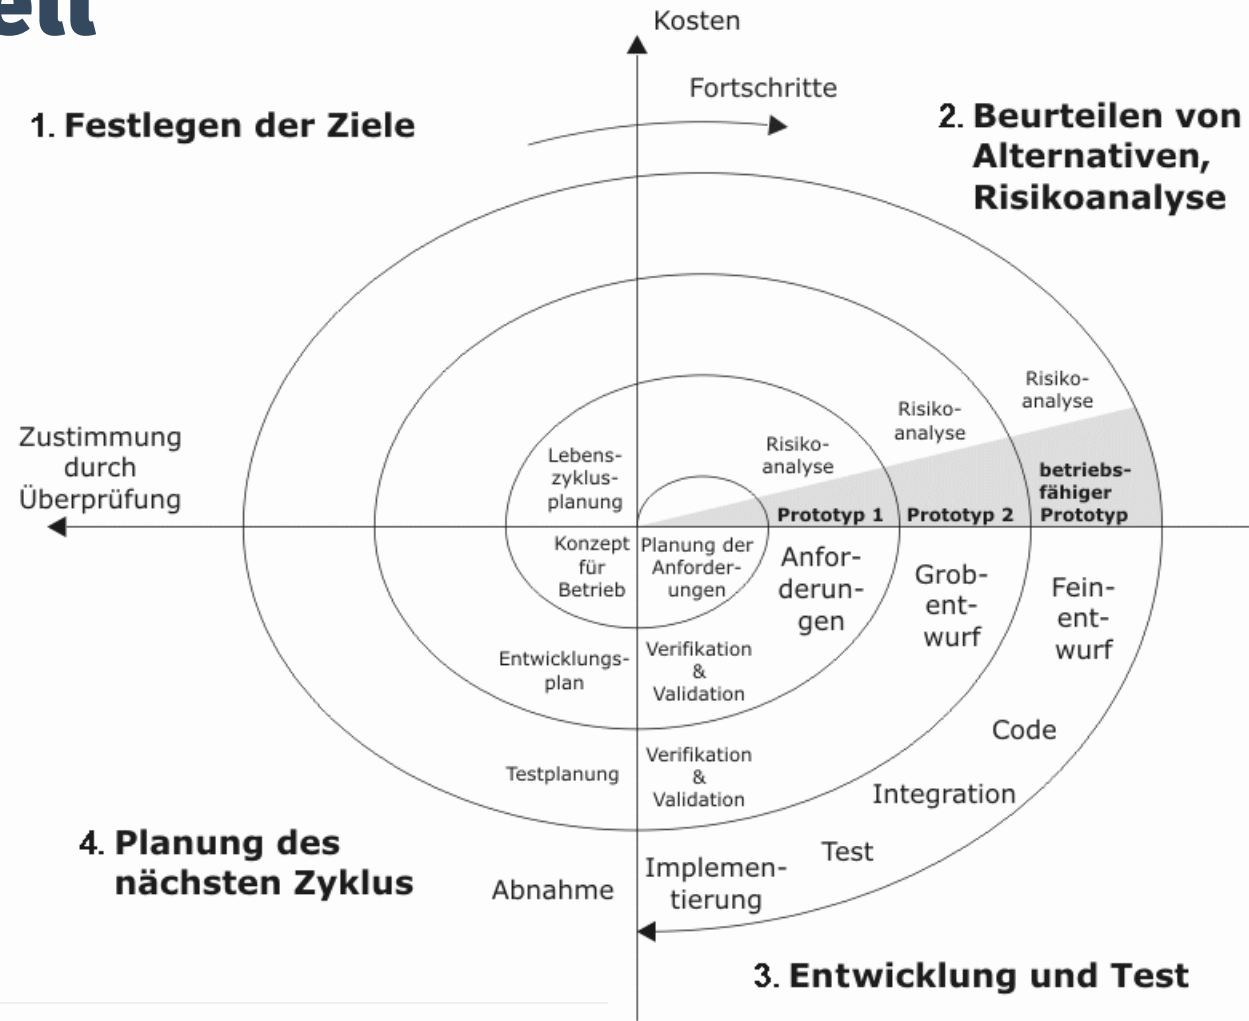 ell
Kosten
Fortschritte
1. Festlegen der Ziele
2. Beurteilen von
Alternativen,
Risikoanalyse
Risiko-
analyse
Risiko-
analyse
Risiko-
analyse
Zustimmung
durch
Überprüfung
Lebens-
zyklus-
planung
betriebs-
fähiger
Prototyp
Prototyp 1
Prototyp 2
Konzept
für
Betrieb
Planung der
Anforder-
ungen
Anfor-
derun-
gen
Grob-
ent-
wurf
Fein-
ent-
wurf
Entwicklungs-
plan
Verifikation
&
Validation
Code
Testplanung
Verifikation
&
Validation
Integration
Test
4. Planung des
nächsten Zyklus
Abnahme
Implemen-
tierung
3. Entwicklung und Test